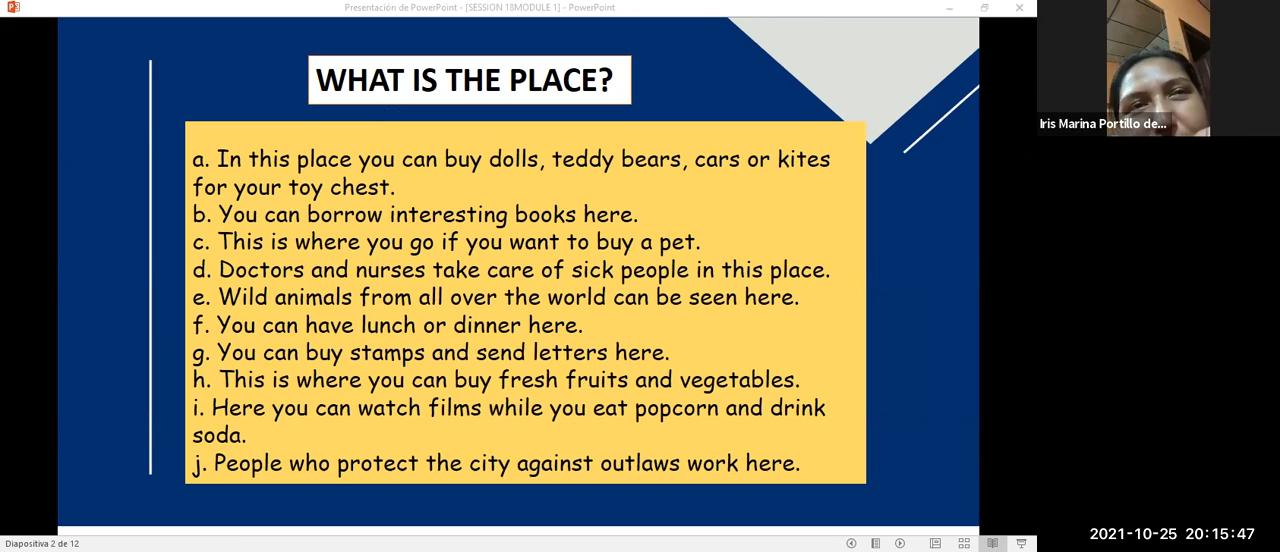 Presentación de PowerPoint - [SESSION 18MODULE 1] - PowerPoint
WHAT IS THE PLACE?
a. In this place you can buy dolls, teddy bears, cars or kites
for your toy chest.
b. You can borrow interesting books here.
c. This is where you go if you want to buy a pet.
d. Doctors and nurses take care of sick people in this place.
e. Wild animals from all over the world can be seen here.
f. You can have lunch or dinner here.
g. You can buy stamps and send letters here.
h. This is where you can buy fresh fruits and vegetables.
i. Here you can watch films while you eat popcorn and drink
soda.
j. People who protect the city against outlaws work here.
Iris Marina Portillo de...
Diapositiva 2 de 12
2021-10-25 20:15:47